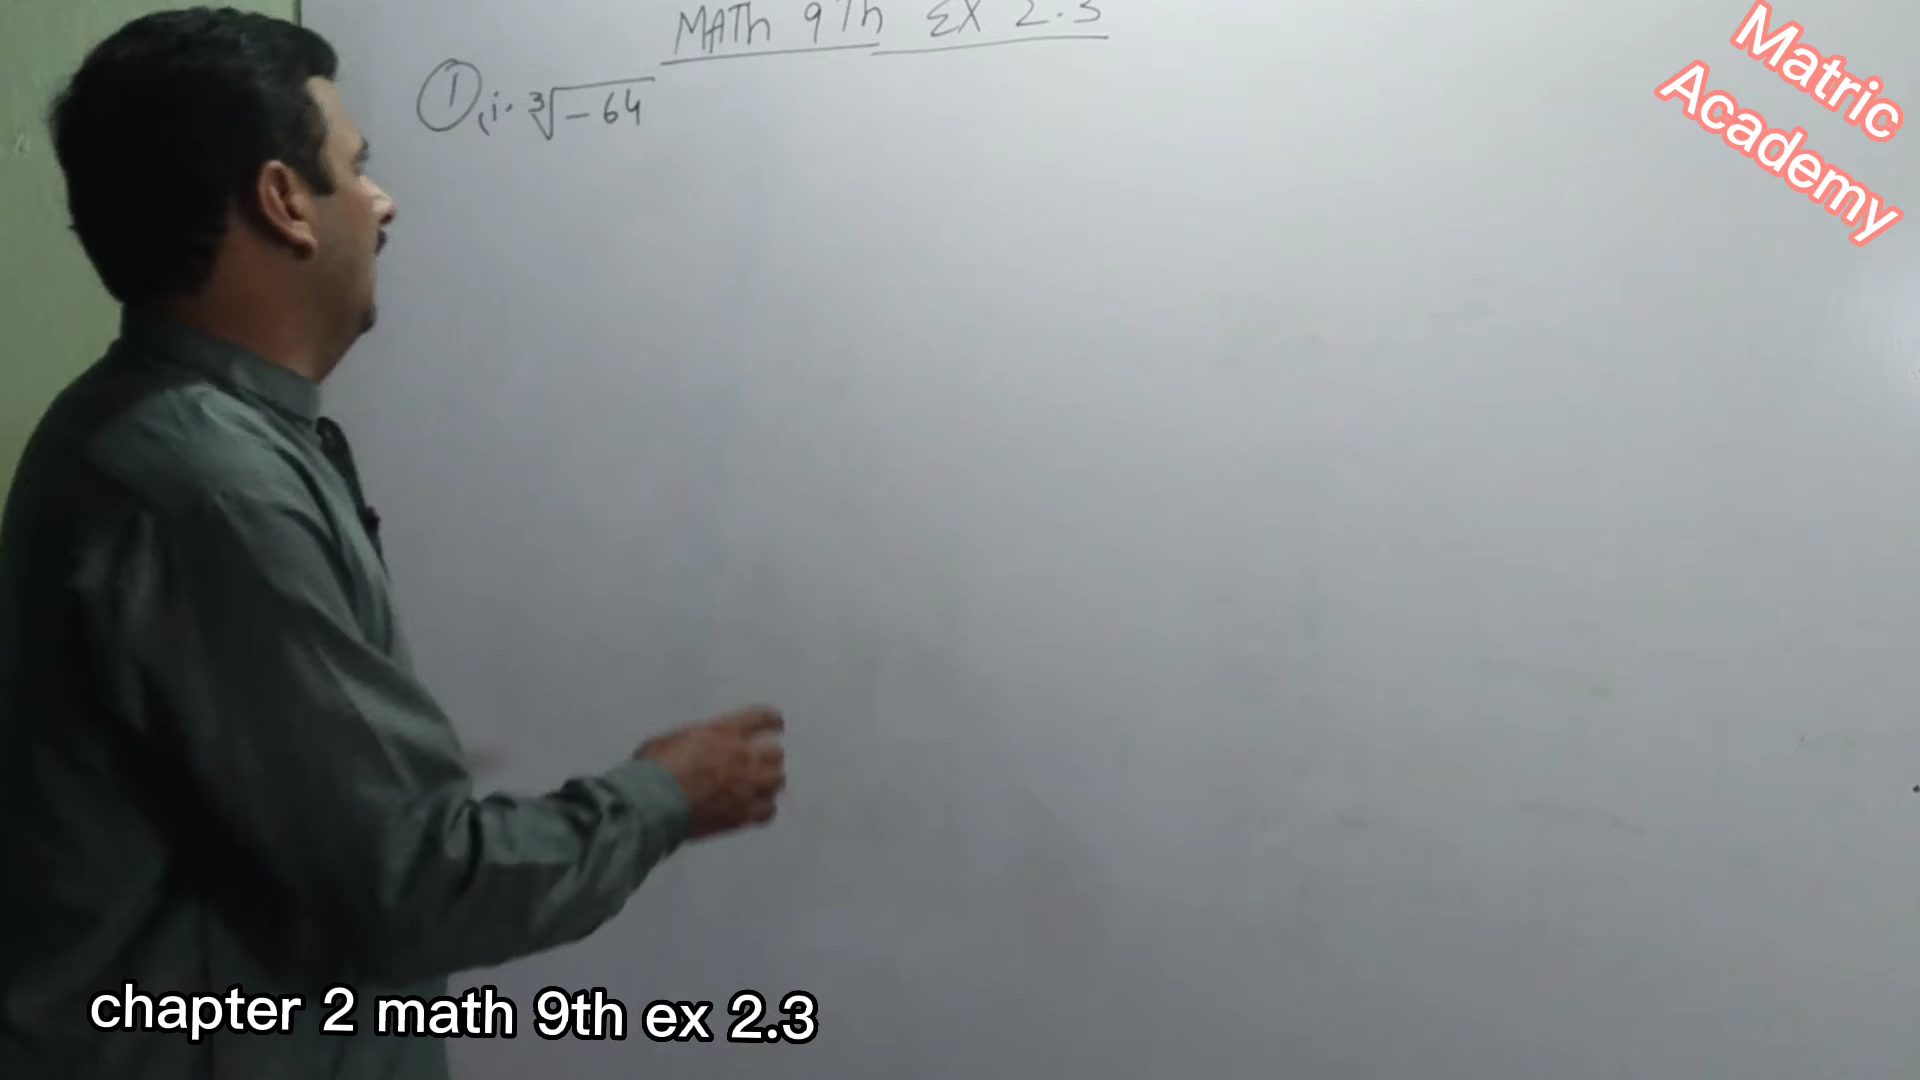 MATh 9Th EX 2.3
① (i. ³√-64
Matric
Academy
chapter 2 math 9th ex 2.3